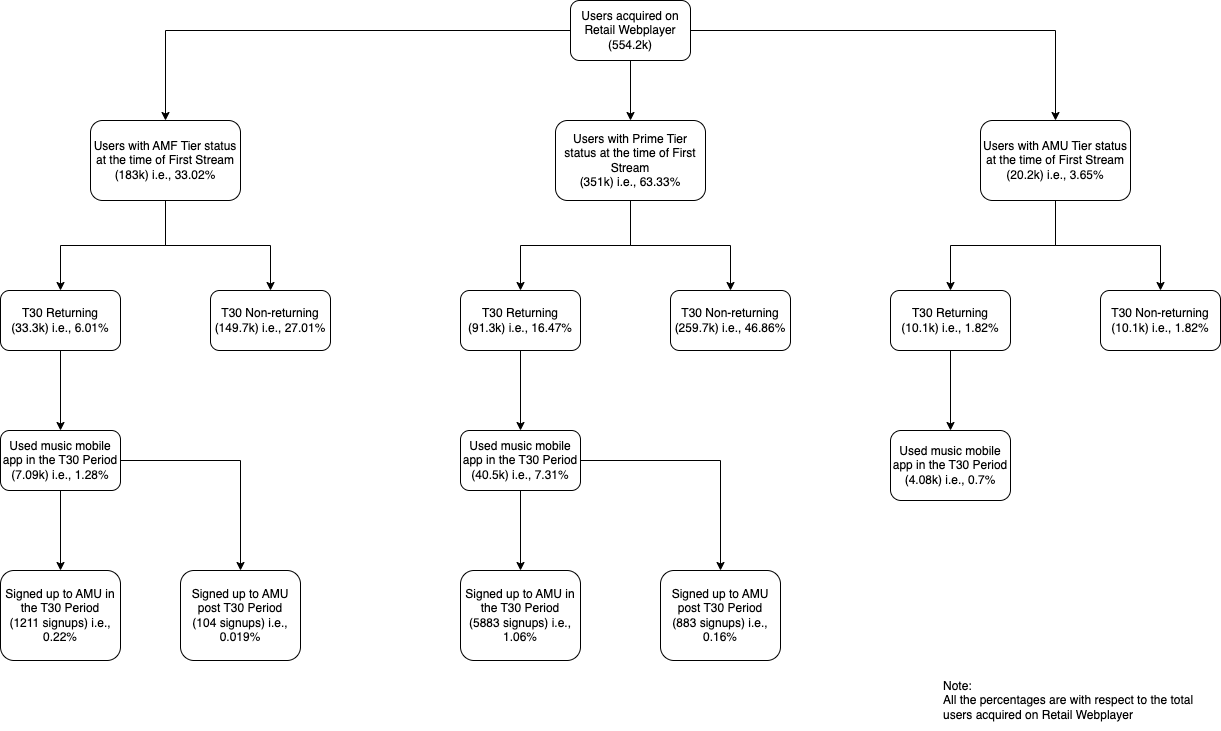 Users acquired on
Retail Webplayer
(554.2k)
Users with AMF Tier status
at the time of First Stream
(183k) i.e., 33.02%
Users with Prime Tier
status at the time of First
Stream
(351k) i.e., 63.33%
Users with AMU Tier status
at the time of First Stream
(20.2k) i.e., 3.65%
T30 Returning
(33.3k) i.e., 6.01%
T30 Non-returning
(149.7k) i.e., 27.01%
T30 Returning
(91.3k) i.e., 16.47%
T30 Non-returning
(259.7k) i.e., 46.86%
T30 Returning
(10.1k) i.e., 1.82%
T30 Non-returning
(10.1k) i.e., 1.82%
Used music mobile
app in the T30 Period
(7.09k) i.e., 1.28%
Used music mobile
app in the T30 Period
(40.5k) i.e., 7.31%
Used music mobile
app in the T30 Period
(4.08k) i.e., 0.7%
Signed up to AMU in
the T30 Period
(1211 signups) i.e.,
0.22%
Signed up to AMU
post T30 Period
(104 signups) i.e.,
0.019%
Signed up to AMU in
the T30 Period
(5883 signups) i.e.,
1.06%
Signed up to AMU
post T30 Period
(883 signups) i.e.,
0.16%
Note:
All the percentages are with respect to the total
users acquired on Retail Webplayer